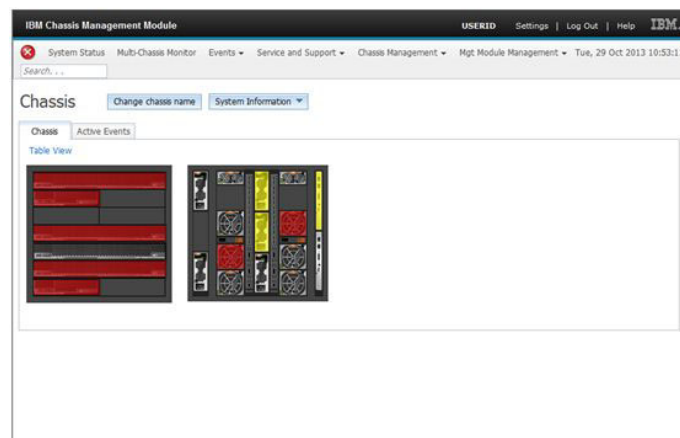 IBM Chassis Management Module USERID Settings | Log Out | Help IBM.
System Status Multi-Chassis Monitor Events Service and Support Chassis Management Mgt Module Management Tue, 29 Oct 2013 10:53:1
Search. . .
Chassis Change chassis name System Information
Chassis Active Events
Table View